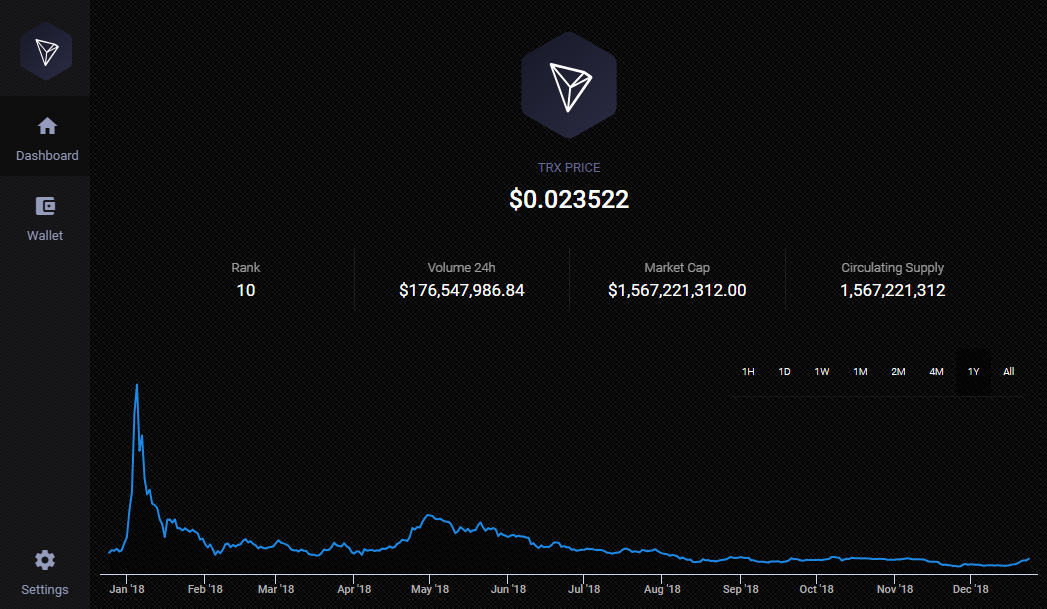 Dashboard
Wallet
Settings
TRX PRICE
$0.023522
Rank
10
Volume 24h
$176,547,986.84
Market Cap
$1,567,221,312.00
Circulating Supply
1,567,221,312
1H 1D 1W 1M 2M 4M 1Y All
Jan '18 Feb '18 Mar '18 Apr '18 May '18 Jun '18 Jul '18 Aug '18 Sep '18 Oct '18 Nov '18 Dec '18